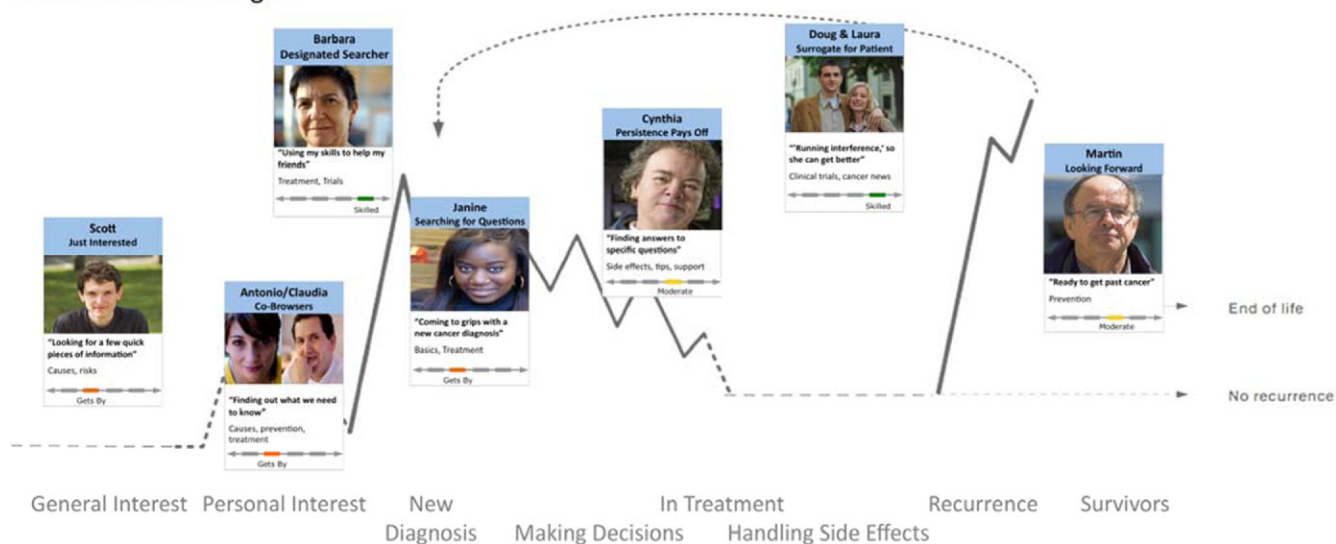 Barbara
Designated Searcher
"Using my skills to help my
friends"
Treatment, Trials
Skilled
Doug & Laura
Surrogate for Patient
"'Running interference,' so
she can get better"
Clinical trials, cancer news
Skilled
Cynthia
Persistence Pays Off
"Finding answers to
specific questions"
Side effects, tips, support
Moderate
Martin
Looking Forward
"Ready to get past cancer"
Prevention
Moderate
Janine
Searching for Questions
"Coming to grips with a
new cancer diagnosis"
Basics, Treatment
Gets By
Scott
Just Interested
"Looking for a few quick
pieces of information"
Causes, risks
Gets By
Antonio/Claudia
Co-Browsers
"Finding out what we need
to know"
Causes, prevention,
treatment
Gets By
End of life
No recurrence
General Interest
Personal Interest
New
Diagnosis
Making Decisions
In Treatment
Handling Side Effects
Recurrence
Survivors